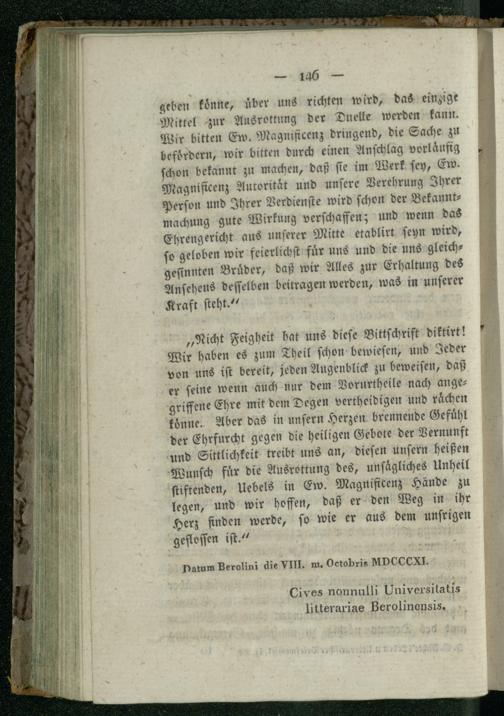 — 146 —
geben könne, über uns richten wird, das einzige
Mittel zur Ausrottung der Duelle werden kann.
Wir bitten Ew. Magnificenz dringend, die Sache zu
befördern, wir bitten durch einen Anschlag vorläufig
schon bekannt zu machen, daß sie im Werk sey, Ew.
Magnificenz Autorität und unsere Verehrung Ihrer
Person und Ihrer Verdienste wird schon der Bekannt-
machung gute Wirkung verschaffen; und wenn das
Ehrengericht aus unserer Mitte etablirt seyn wird,
so geloben wir feierlichst für uns und die uns gleich-
gesinnten Brüder, daß wir Alles zur Erhaltung des
Ansehens desselben beitragen werden, was in unserer
Kraft steht.“
„Nicht Feigheit hat uns diese Bittschrift diktirt!
Wir haben es zum Theil schon bewiesen, und Jeder
von uns ist bereit, jeden Augenblick zu beweisen, daß
er seine wenn auch nur dem Vorurtheile nach ange-
griffene Ehre mit dem Degen vertheidigen und rächen
könne. Aber das in unsern Herzen brennende Gefühl
der Ehrfurcht gegen die heiligen Gebote der Vernunft
und Sittlichkeit treibt uns an, diesen unsern heißen
Wunsch für die Ausrottung des, unsägliches Unheil
stiftenden, Uebels in Ew. Magnificenz Hände zu
legen, und wir hoffen, daß er den Weg in ihr
Herz finden werde, so wie er aus dem unsrigen
geflossen ist.“
Datum Berolini die VIII. m. Octobris MDCCCXI.
Cives nonnulli Universitatis
litterariae Berolinensis.